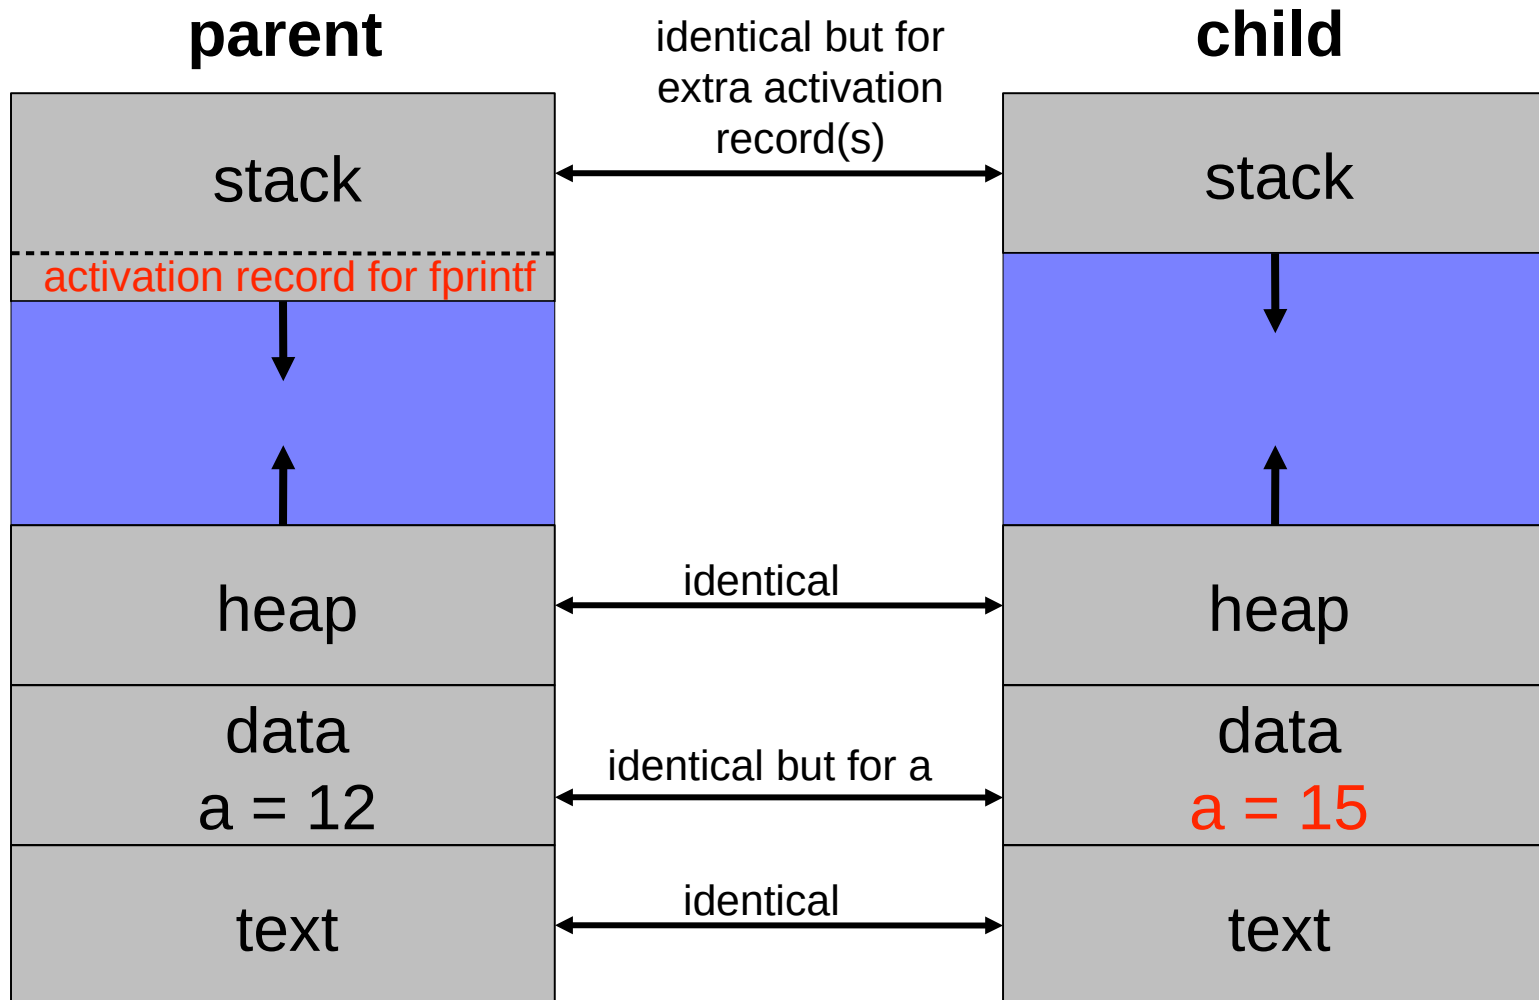 parent
identical but for
extra activation
record(s)
child
stack
stack
activation record for fprintf
identical
heap
heap
data
a = 12
identical but for a
data
a = 15
identical
text
text